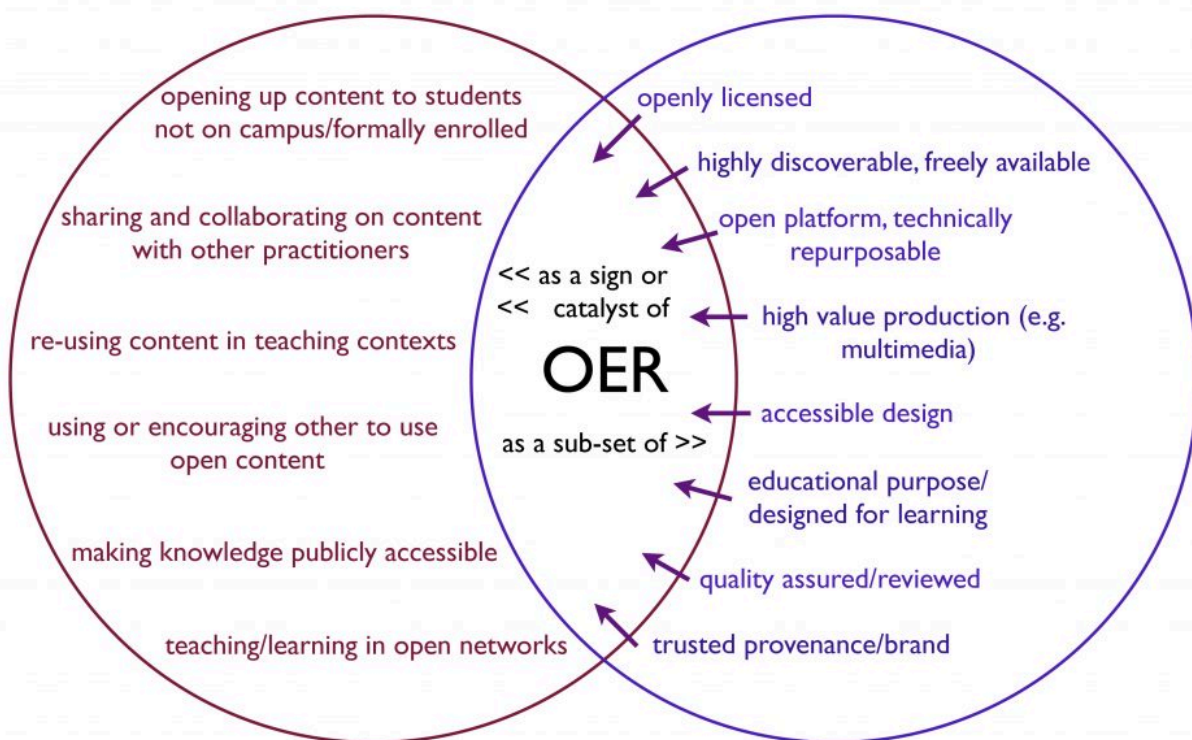 opening up content to students
not on campus/formally enrolled
sharing and collaborating on content
with other practitioners
re-using content in teaching contexts
using or encouraging other to use
open content
making knowledge publicly accessible
teaching/learning in open networks
<< as a sign or
<< catalyst of
OER
as a sub-set of >>
openly licensed
highly discoverable, freely available
open platform, technically
repurposable
high value production (e.g.
multimedia)
accessible design
educational purpose/
designed for learning
quality assured/reviewed
trusted provenance/brand